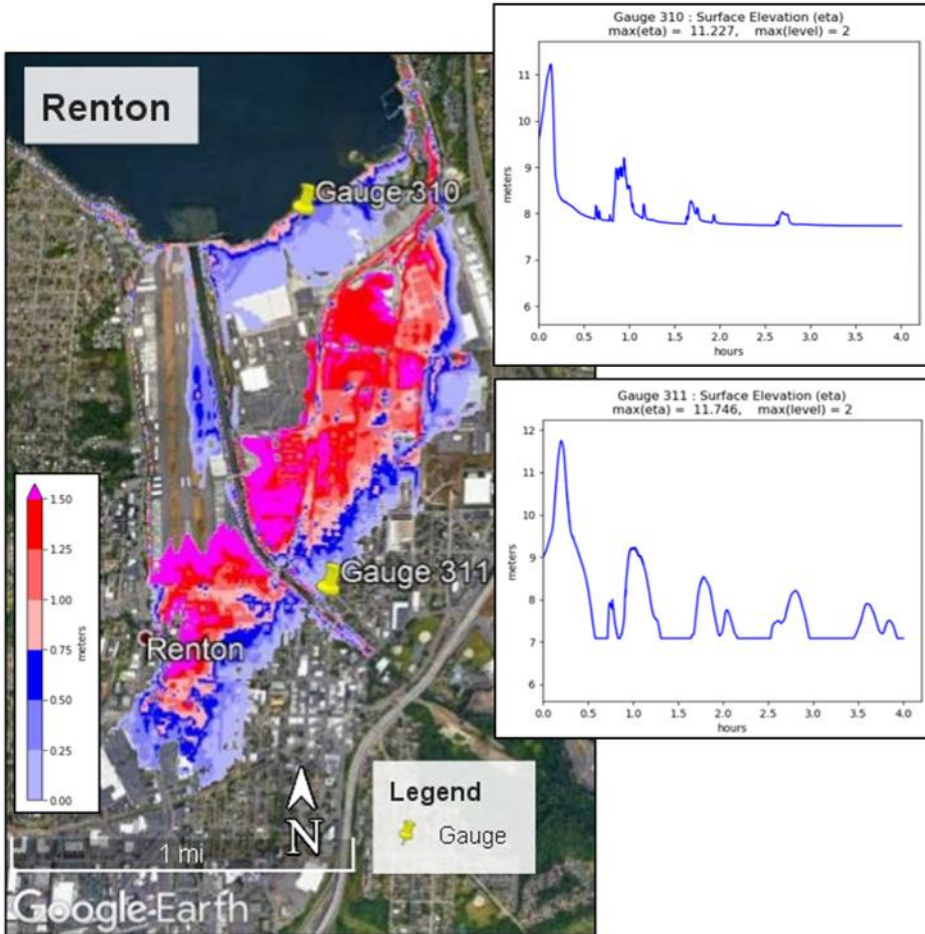 Renton
Gauge 310
Gauge 311
Renton
1.50
1.25
1.00
0.75
0.50
0.25
0.00
meters
Legend
Gauge
N
1 mi
Google Earth
Gauge 310 : Surface Elevation (eta)
max(eta) = 11.227, max(level) = 2
11
10
9
8
7
6
meters
0.0 0.5 1.0 1.5 2.0 2.5 3.0 3.5 4.0
hours
Gauge 311 : Surface Elevation (eta)
max(eta) = 11.746, max(level) = 2
12
11
10
9
8
7
6
meters
0.0 0.5 1.0 1.5 2.0 2.5 3.0 3.5 4.0
hours